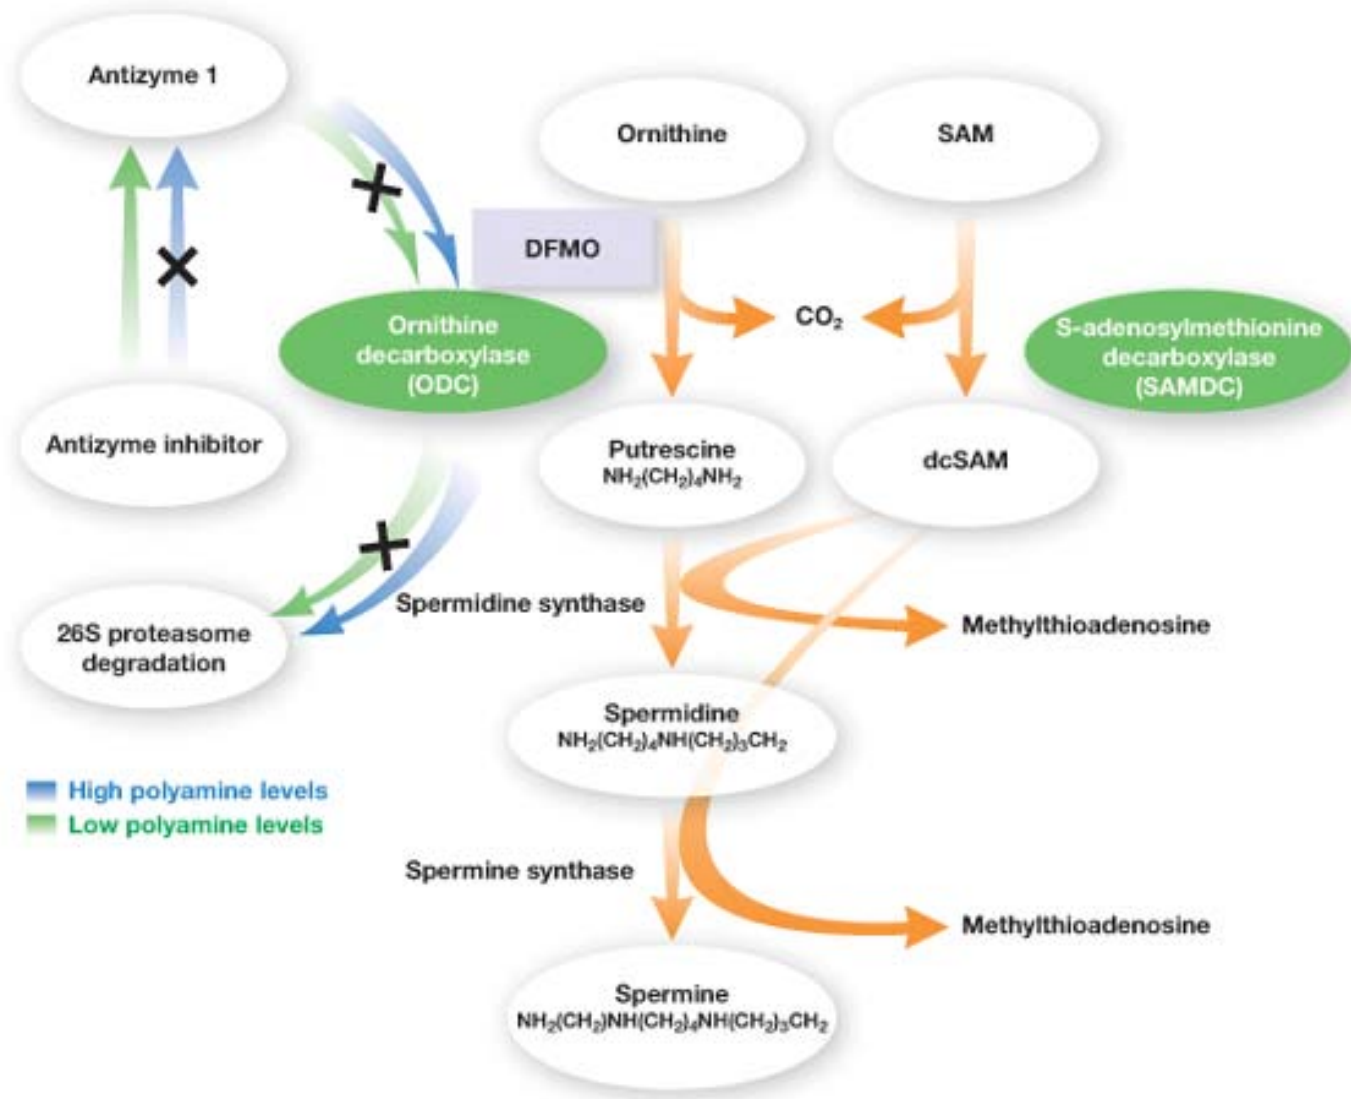 Antizyme 1
Ornithine
SAM
DFMO
CO₂
Ornithine
decarboxylase
(ODC)
S-adenosylmethionine
decarboxylase
(SAMDC)
Antizyme inhibitor
Putrescine
NH₂(CH₂)₄NH₂
dcSAM
Spermidine synthase
Methylthioadenosine
26S proteasome
degradation
Spermidine
NH₂(CH₂)₄NH(CH₂)₃CH₂
High polyamine levels
Low polyamine levels
Spermine synthase
Methylthioadenosine
Spermine
NH₂(CH₂)NH(CH₂)₄NH(CH₂)₃CH₂